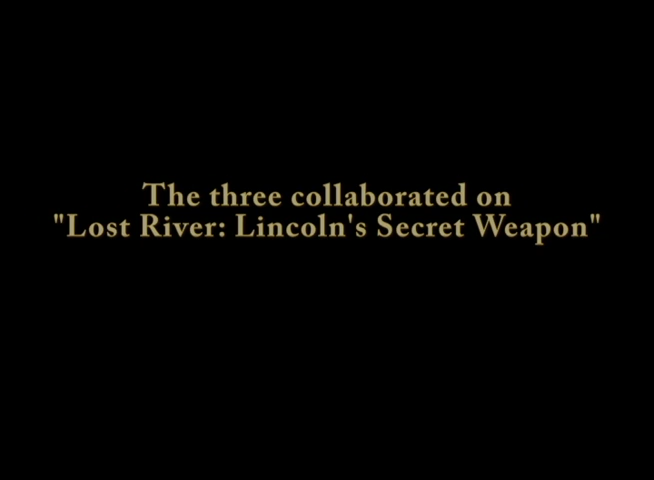 The three collaborated on
"Lost River: Lincoln's Secret Weapon"